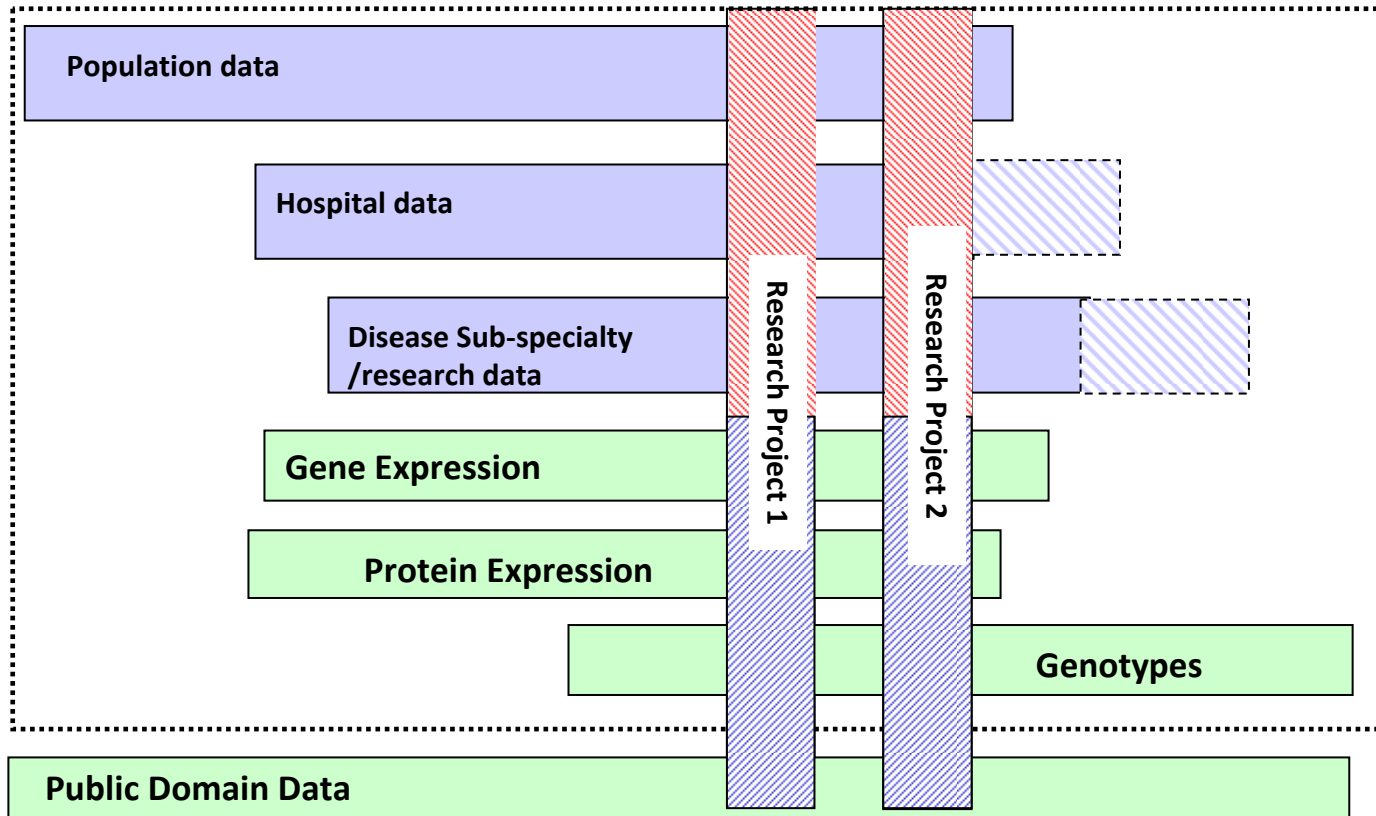 Population data
Hospital data
Disease Sub-specialty
/research data
Research Project 1
Research Project 2
Gene Expression
Protein Expression
Genotypes
Public Domain Data